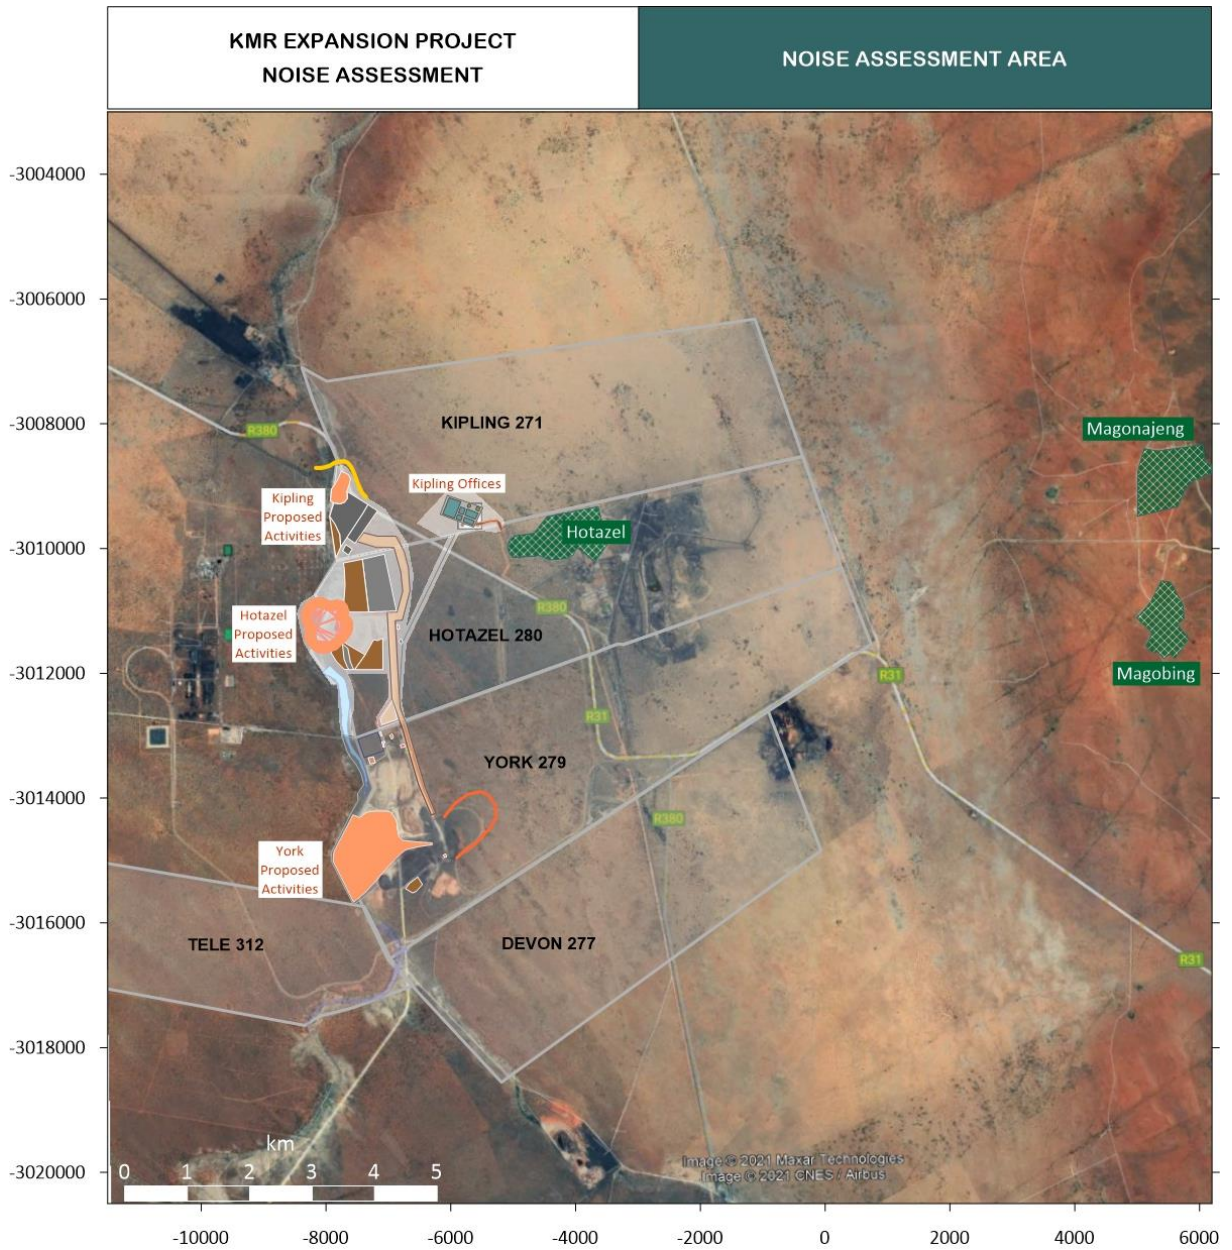 KMR EXPANSION PROJECT
NOISE ASSESSMENT
NOISE ASSESSMENT AREA
-3004000
-3006000
-3008000
-3010000
-3012000
-3014000
-3016000
-3018000
-3020000
KIPLING 271
R380
Magonajeng
Kipling Offices
Kipling
Proposed
Activities
Hotazel
R380
Hotazel
Proposed
Activities
HOTAZEL 280
Magobing
R31
R31
YORK 279
R380
York
Proposed
Activities
TELE 312
DEVON 277
R31
km
0 1 2 3 4 5
Image © 2021 Maxar Technologies
Image © 2021 CNES / Airbus
-10000 -8000 -6000 -4000 -2000 0 2000 4000 6000